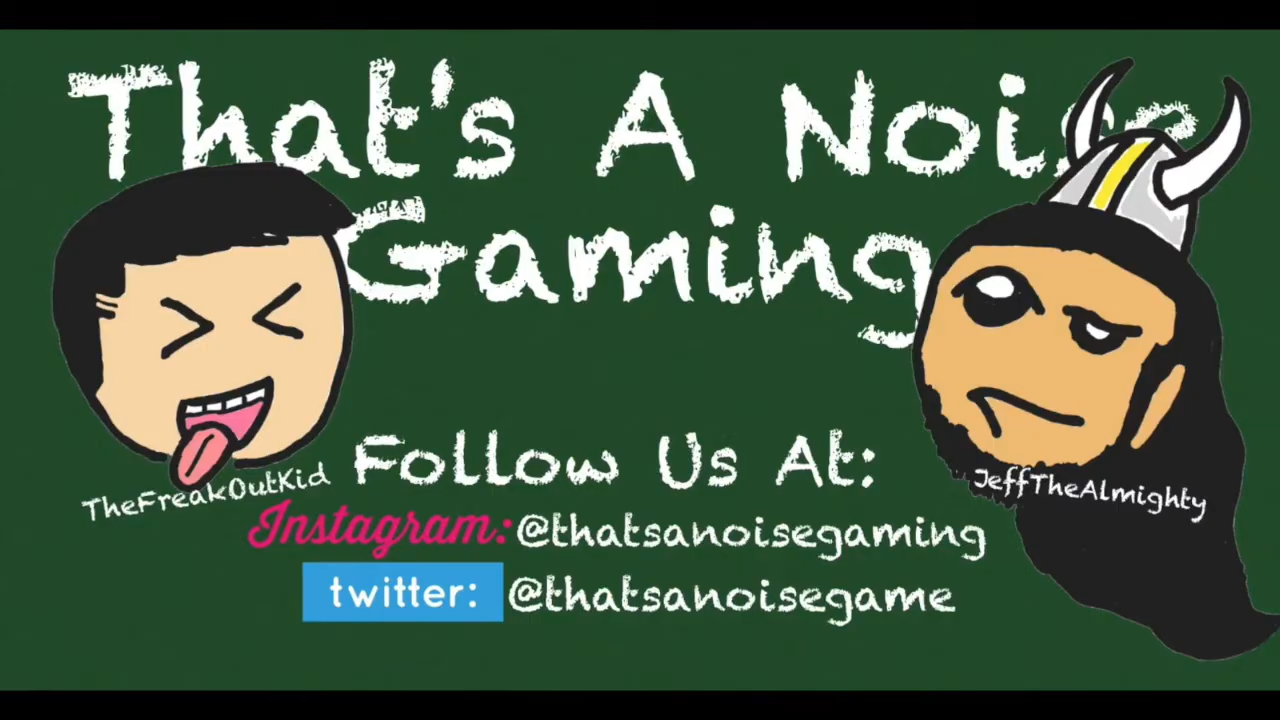 That's A Noise
Gaming
TheFreakOutKid
JeffTheAlmighty
Follow Us At:
Instagram: @thatsanoisegaming
twitter: @thatsanoisegame